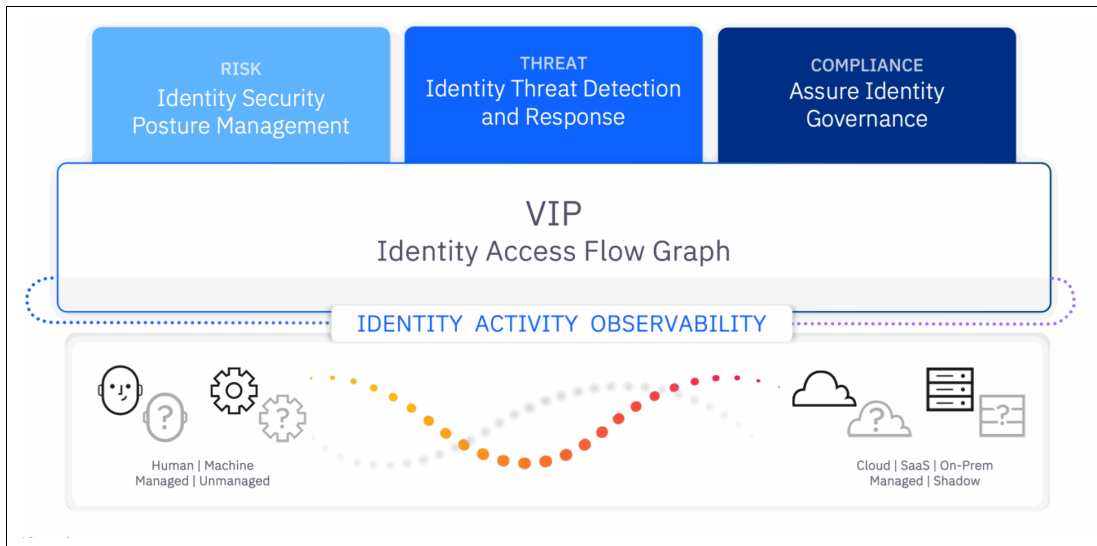 RISK
Identity Security
Posture Management
THREAT
Identity Threat Detection
and Response
COMPLIANCE
Assure Identity
Governance
VIP
Identity Access Flow Graph
IDENTITY ACTIVITY OBSERVABILITY
?
?
?
?
Human | Machine
Managed | Unmanaged
Cloud | SaaS | On-Prem
Managed | Shadow